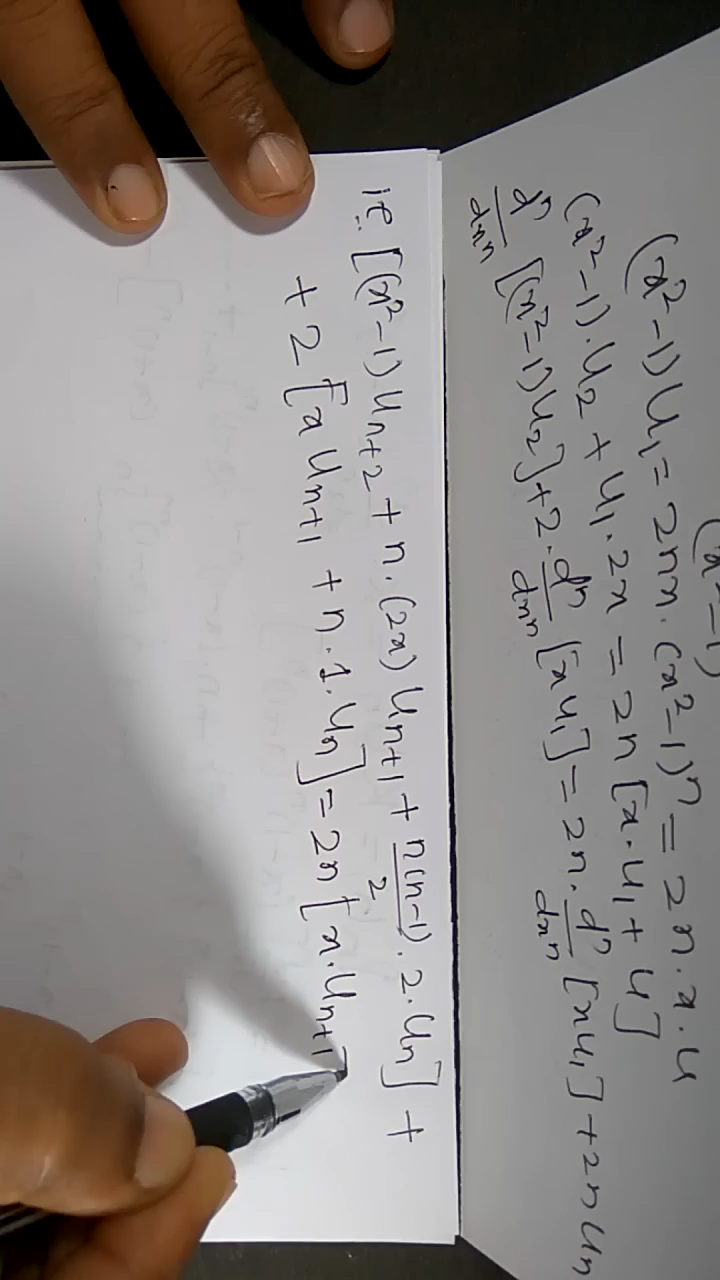 (x²-1)
(x²-1) u₁ = 2nx. (x²-1)ⁿ = 2n.x.u
(x²-1).u₂ + u₁.2x = 2n [x.u₁ + u]
dⁿ/dxⁿ [(x²-1)u₂] + 2. dⁿ/dxⁿ [xu₁] = 2n. dⁿ/dxⁿ [xu₁] + 2n uₙ
ie. [(x²-1) uₙ₊₂ + n.(2x) uₙ₊₁ + n(n-1)/2 .2.uₙ] +
+ 2 [x uₙ₊₁ + n.1.uₙ] = 2n [x.uₙ₊₁